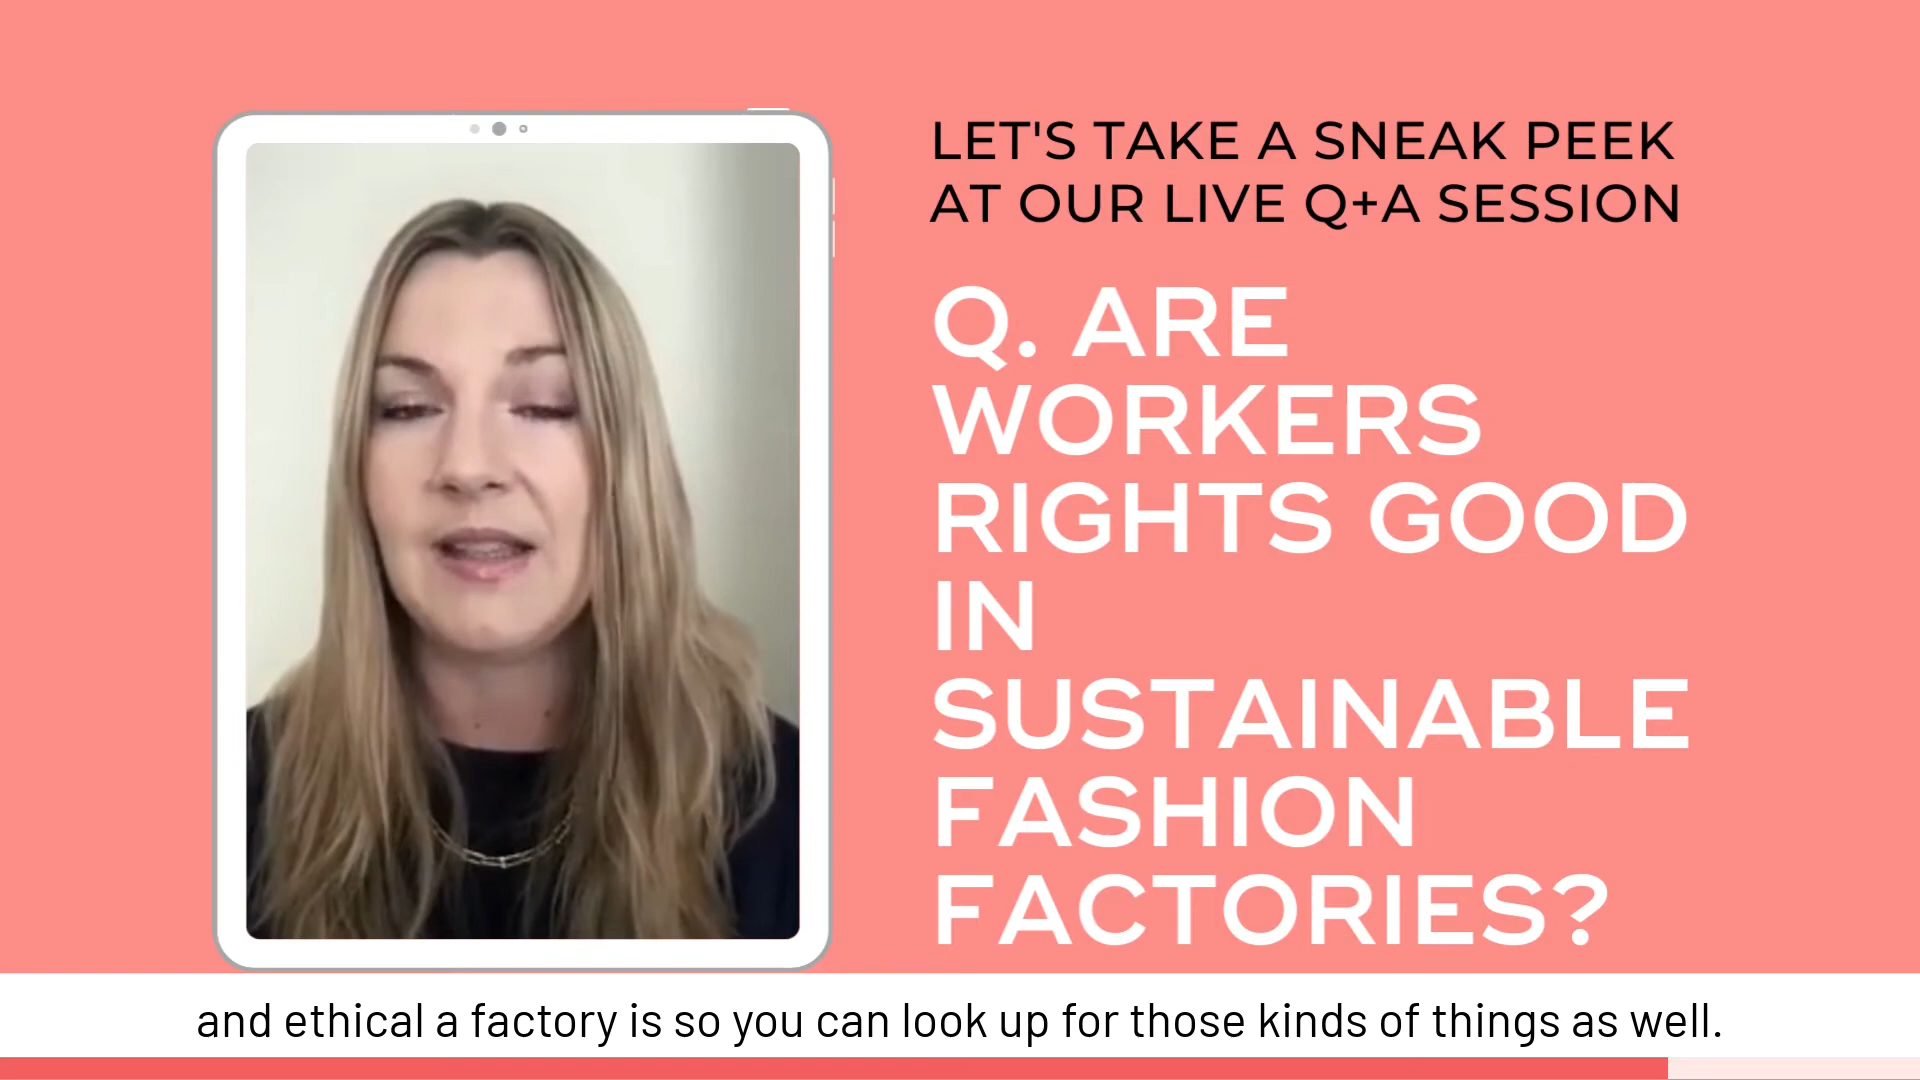 LET'S TAKE A SNEAK PEEK
AT OUR LIVE Q+A SESSION
Q. ARE
WORKERS
RIGHTS GOOD
IN
SUSTAINABLE
FASHION
FACTORIES?
and ethical a factory is so you can look up for those kinds of things as well.